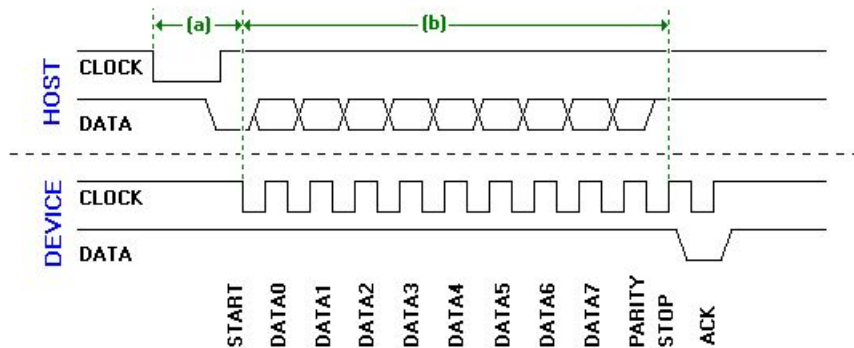 (a)
(b)
HOST
CLOCK
DATA
DEVICE
CLOCK
DATA
START
DATA0
DATA1
DATA2
DATA3
DATA4
DATA5
DATA6
DATA7
PARITY
STOP
ACK